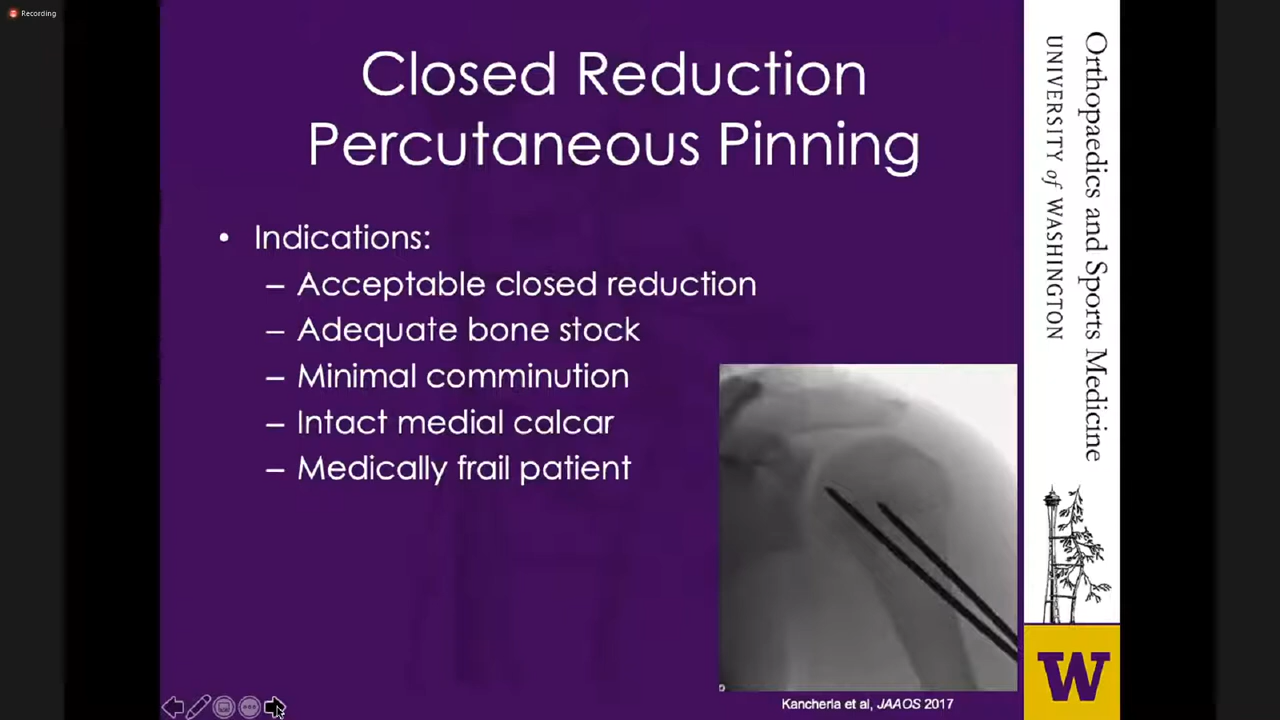 Recording
Closed Reduction
Percutaneous Pinning
• Indications:
– Acceptable closed reduction
– Adequate bone stock
– Minimal comminution
– Intact medial calcar
– Medically frail patient
Kancherla et al, JAAOS 2017
Orthopaedics and Sports Medicine
UNIVERSITY of WASHINGTON
W